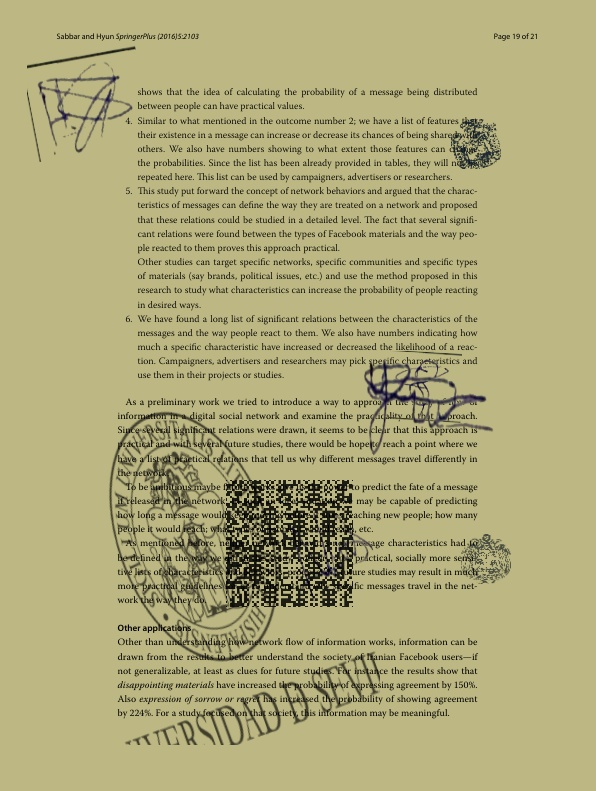 Sabbar and Hyun SpringerPlus (2016)5:2103
Page 19 of 21
shows that the idea of calculating the probability of a message being distributed
between people can have practical values.
4. Similar to what mentioned in the outcome number 2; we have a list of features that
their existence in a message can increase or decrease its chances of being shared with
others. We also have numbers showing to what extent those features can change
the probabilities. Since the list has been already provided in tables, they will not be
repeated here. This list can be used by campaigners, advertisers or researchers.
5. This study put forward the concept of network behaviors and argued that the charac-
teristics of messages can define the way they are treated on a network and proposed
that these relations could be studied in a detailed level. The fact that several signifi-
cant relations were found between the types of Facebook materials and the way peo-
ple reacted to them proves this approach practical.
Other studies can target specific networks, specific communities and specific types
of materials (say brands, political issues, etc.) and use the method proposed in this
research to study what characteristics can increase the probability of people reacting
in desired ways.
6. We have found a long list of significant relations between the characteristics of the
messages and the way people react to them. We also have numbers indicating how
much a specific characteristic have increased or decreased the likelihood of a reac-
tion. Campaigners, advertisers and researchers may pick specific characteristics and
use them in their projects or studies.
As a preliminary work we tried to introduce a way to approach the of
information in a digital social network and examine the practicality of that approach.
Since several significant relations were drawn, it seems to be clear that this approach is
practical and with several future studies, there would be hope to reach a point where we
have a list of practical relations that tell us why different messages travel differently in
the network.
To be ambitious maybe to predict the fate of a message
if released in the network may be capable of predicting
how long a message would reaching new people; how many
people it would reach; etc.
As mentioned before, message characteristics had to
be defined in the way we practical, socially more sensi-
tive lists of characteristics future studies may result in much
more practical guidelines specific messages travel in the net-
work the way they do.
Other applications
Other than understanding how network flow of information works, information can be
drawn from the results to better understand the society of Iranian Facebook users—if
not generalizable, at least as clues for future studies. For instance the results show that
disappointing materials have increased the probability of expressing agreement by 150%.
Also expression of sorrow or regret has increased the probability of showing agreement
by 224%. For a study focused on that society, this information may be meaningful.